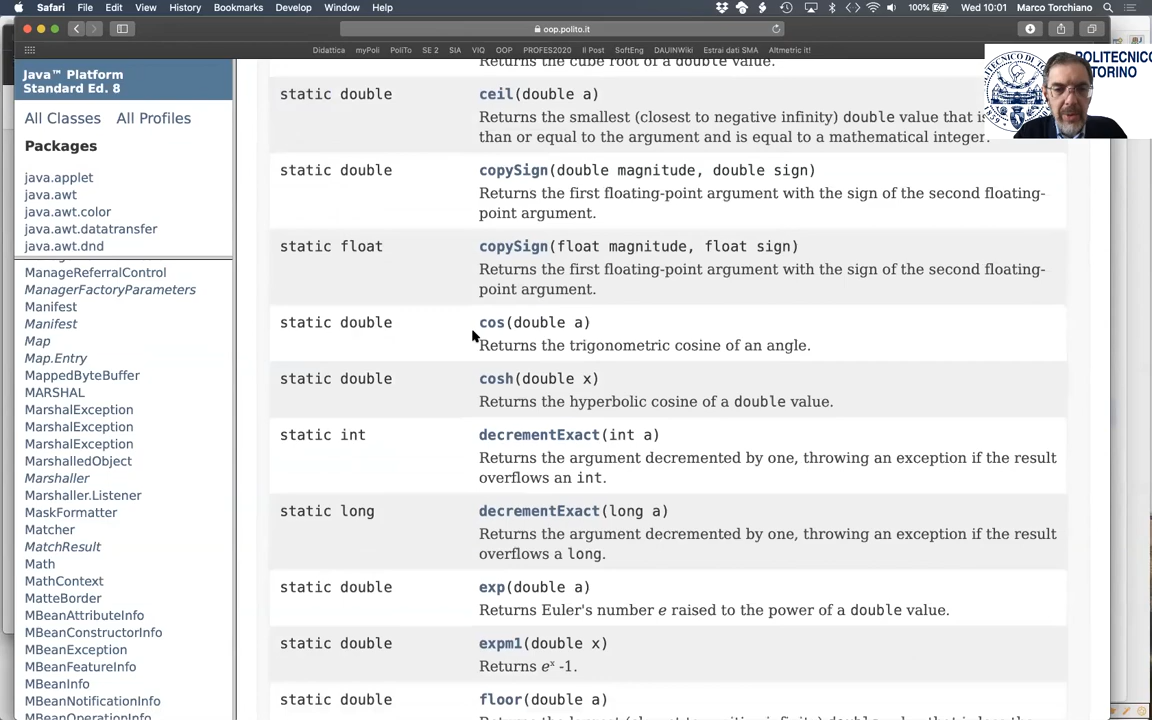 Safari File Edit View History Bookmarks Develop Window Help 100% Wed 10:01 Marco Torchiano
oop.polito.it
Didattica myPoli PoliTo SE 2 SIA VIQ OOP PROFES2020 Il Post SoftEng DAUINWiki Estrai dati SMA Altmetric it!
POLITECNICO
TORINO
Java™ Platform
Standard Ed. 8
All Classes All Profiles
Packages
java.applet
java.awt
java.awt.color
java.awt.datatransfer
java.awt.dnd
ManageReferralControl
ManagerFactoryParameters
Manifest
Manifest
Map
Map.Entry
MappedByteBuffer
MARSHAL
MarshalException
MarshalException
MarshalException
MarshalledObject
Marshaller
Marshaller.Listener
MaskFormatter
Matcher
MatchResult
Math
MathContext
MatteBorder
MBeanAttributeInfo
MBeanConstructorInfo
MBeanException
MBeanFeatureInfo
MBeanInfo
MBeanNotificationInfo
MBeanOperationInfo
Returns the cube root of a double value.
static double ceil(double a)
Returns the smallest (closest to negative infinity) double value that is
than or equal to the argument and is equal to a mathematical integer.
static double copySign(double magnitude, double sign)
Returns the first floating-point argument with the sign of the second floating-
point argument.
static float copySign(float magnitude, float sign)
Returns the first floating-point argument with the sign of the second floating-
point argument.
static double cos(double a)
Returns the trigonometric cosine of an angle.
static double cosh(double x)
Returns the hyperbolic cosine of a double value.
static int decrementExact(int a)
Returns the argument decremented by one, throwing an exception if the result
overflows an int.
static long decrementExact(long a)
Returns the argument decremented by one, throwing an exception if the result
overflows a long.
static double exp(double a)
Returns Euler's number e raised to the power of a double value.
static double expm1(double x)
Returns eˣ -1.
static double floor(double a)